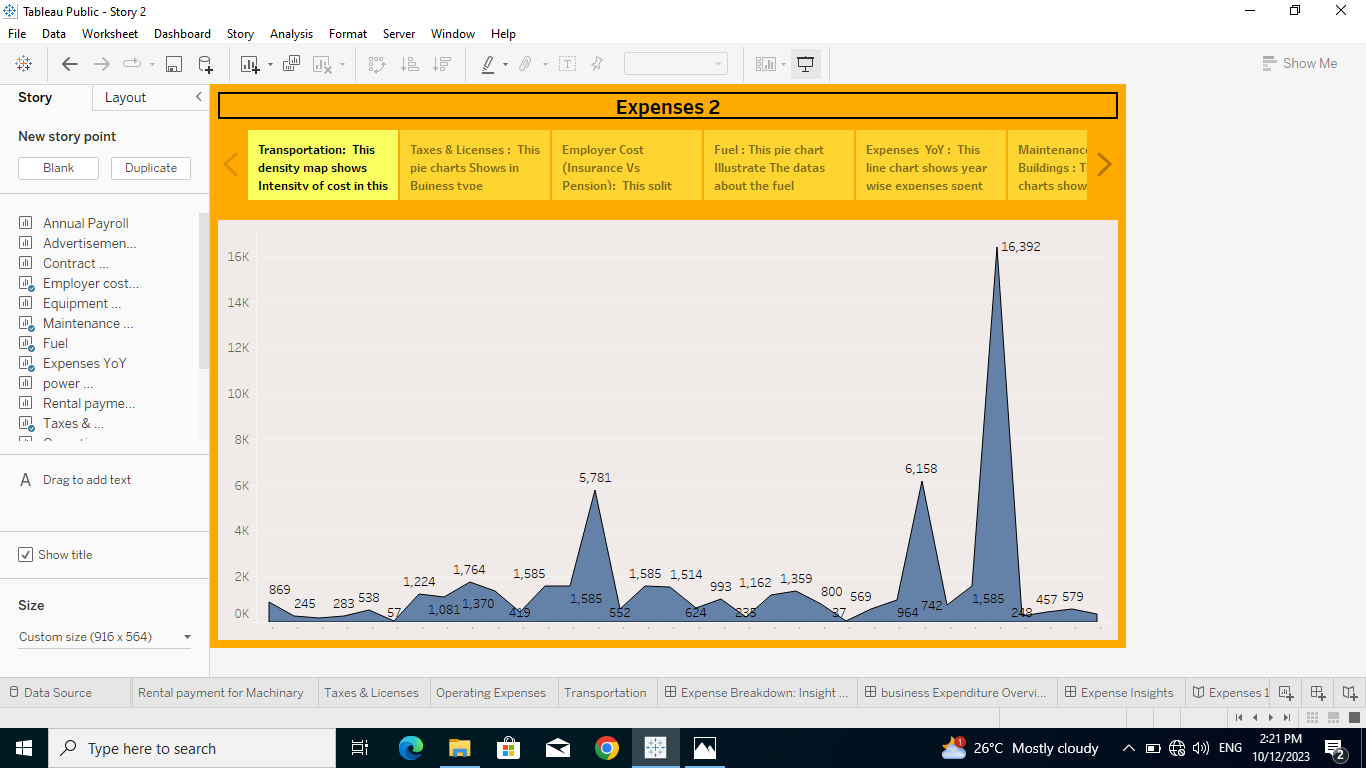 Tableau Public - Story 2
File Data Worksheet Dashboard Story Analysis Format Server Window Help
Show Me
Story Layout
New story point
Blank Duplicate
Annual Payroll
Advertisemen...
Contract ...
Employer cost...
Equipment ...
Maintenance ...
Fuel
Expenses YoY
power ...
Rental payme...
Taxes & ...
A Drag to add text
Show title
Size
Custom size (916 x 564)
Expenses 2
Transportation: This
density map shows
Intensity of cost in this
Taxes & Licenses : This
pie charts Shows in
Buiness type
Employer Cost
(Insurance Vs
Pension): This split
Fuel : This pie chart
Illustrate The datas
about the fuel
Expenses YoY : This
line chart shows year
wise expenses spent
Maintenance
Buildings : T
charts show
16K
14K
12K
10K
8K
6K
4K
2K
0K
16,392
6,158
5,781
869 245 283 538 57 1,224 1,081 1,764 1,370 419 1,585 1,585 552 1,585 1,514 624 993 235 1,162 1,359 800 37 569 964 742 1,585 248 457 579
Data Source Rental payment for Machinary Taxes & Licenses Operating Expenses Transportation Expense Breakdown: Insight ... business Expenditure Overvi... Expense Insights Expenses 1
Type here to search
1
26°C Mostly cloudy
ENG
2:21 PM
10/12/2023
2